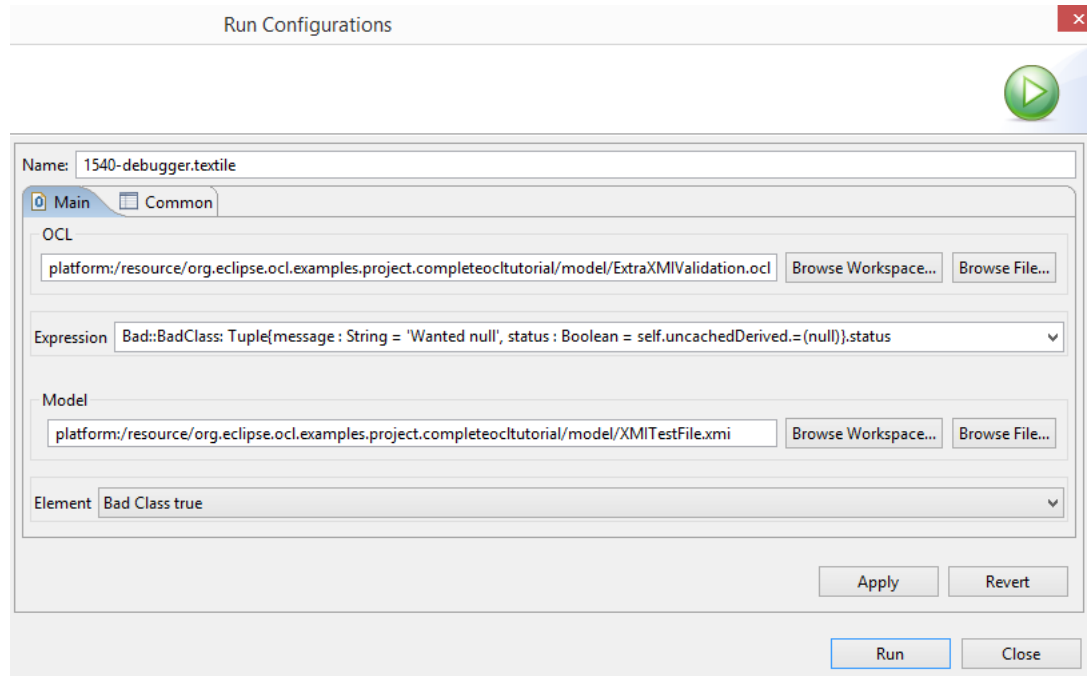 Run Configurations
Name: 1540-debugger.textile
Main Common
OCL
platform:/resource/org.eclipse.ocl.examples.project.completeocltutorial/model/ExtraXMIValidation.ocl Browse Workspace... Browse File...
Expression Bad::BadClass: Tuple{message : String = 'Wanted null', status : Boolean = self.uncachedDerived.=(null)}.status
Model
platform:/resource/org.eclipse.ocl.examples.project.completeocltutorial/model/XMITestFile.xmi Browse Workspace... Browse File...
Element Bad Class true
Apply Revert
Run Close